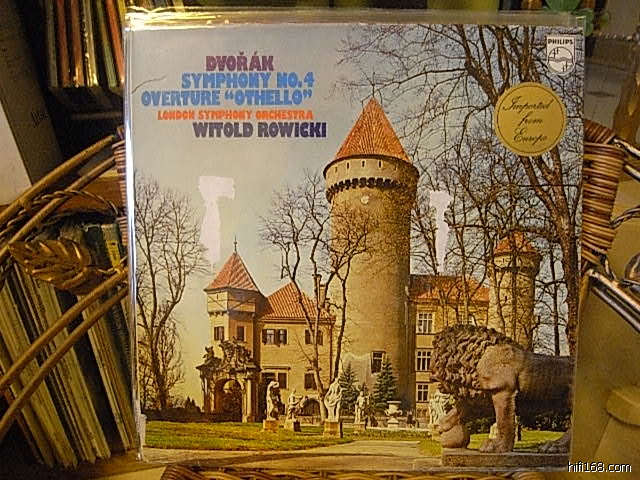 DVOŘÁK
SYMPHONY NO.4
OVERTURE "OTHELLO"
LONDON SYMPHONY ORCHESTRA
WITOLD ROWICKI
PHILIPS
Imported
from
Europe
hifi168.com